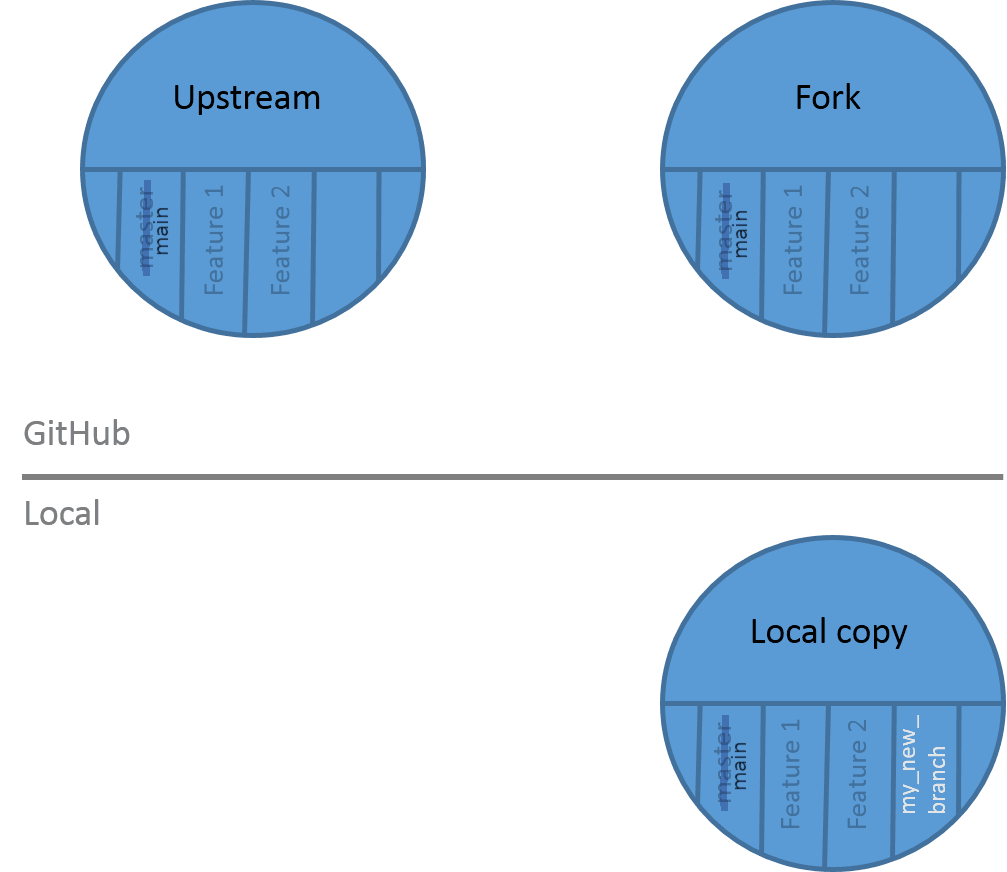 Upstream
master
main
Feature 1
Feature 2
Fork
master
main
Feature 1
Feature 2
GitHub
Local
Local copy
master
main
Feature 1
Feature 2
my_new_
branch